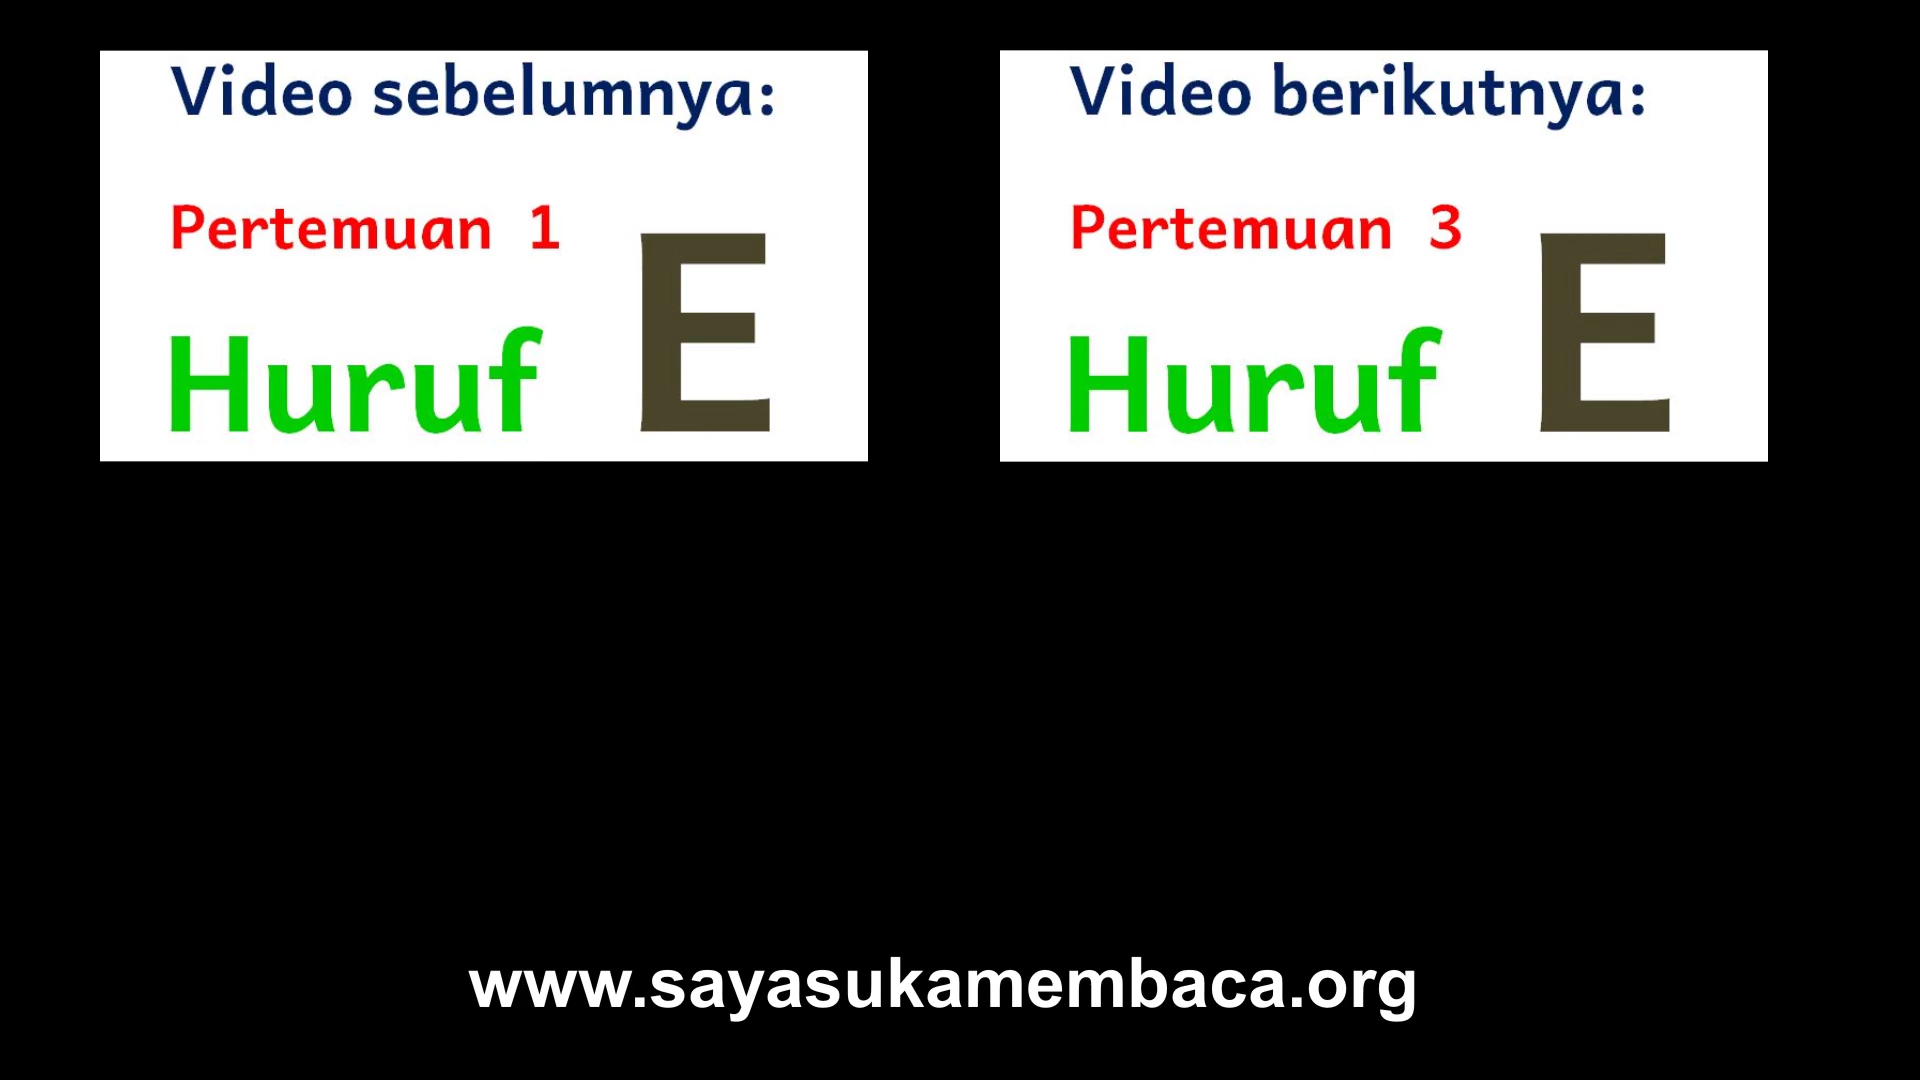 Video sebelumnya:
Pertemuan 1
Huruf E
Video berikutnya:
Pertemuan 3
Huruf E
www.sayasukamembaca.org